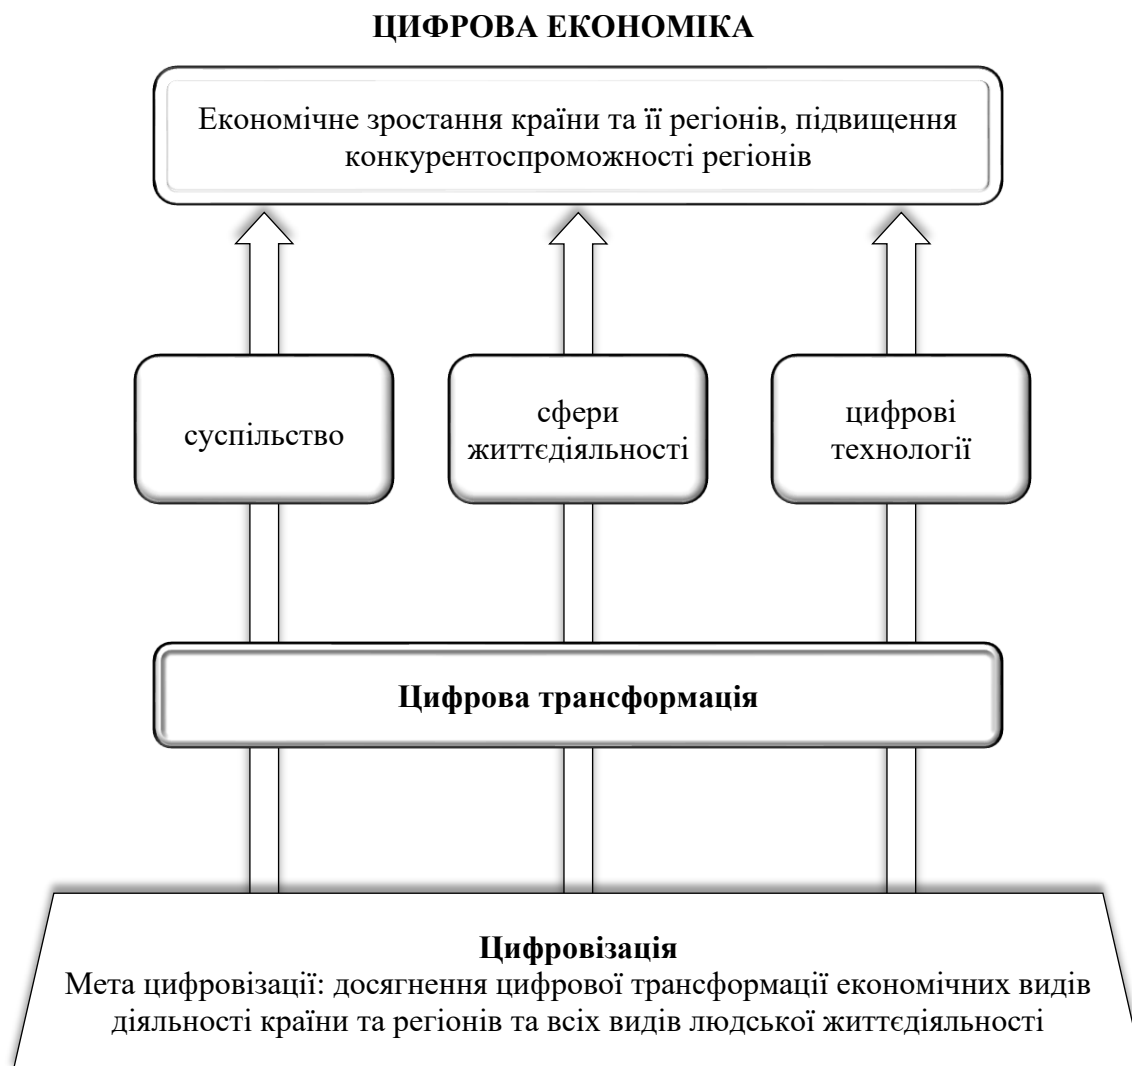 ЦИФРОВА ЕКОНОМІКА
Економічне зростання країни та її регіонів, підвищення
конкурентоспроможності регіонів
суспільство
сфери
життєдіяльності
цифрові
технології
Цифрова трансформація
Цифровізація
Мета цифровізації: досягнення цифрової трансформації економічних видів
діяльності країни та регіонів та всіх видів людської життєдіяльності